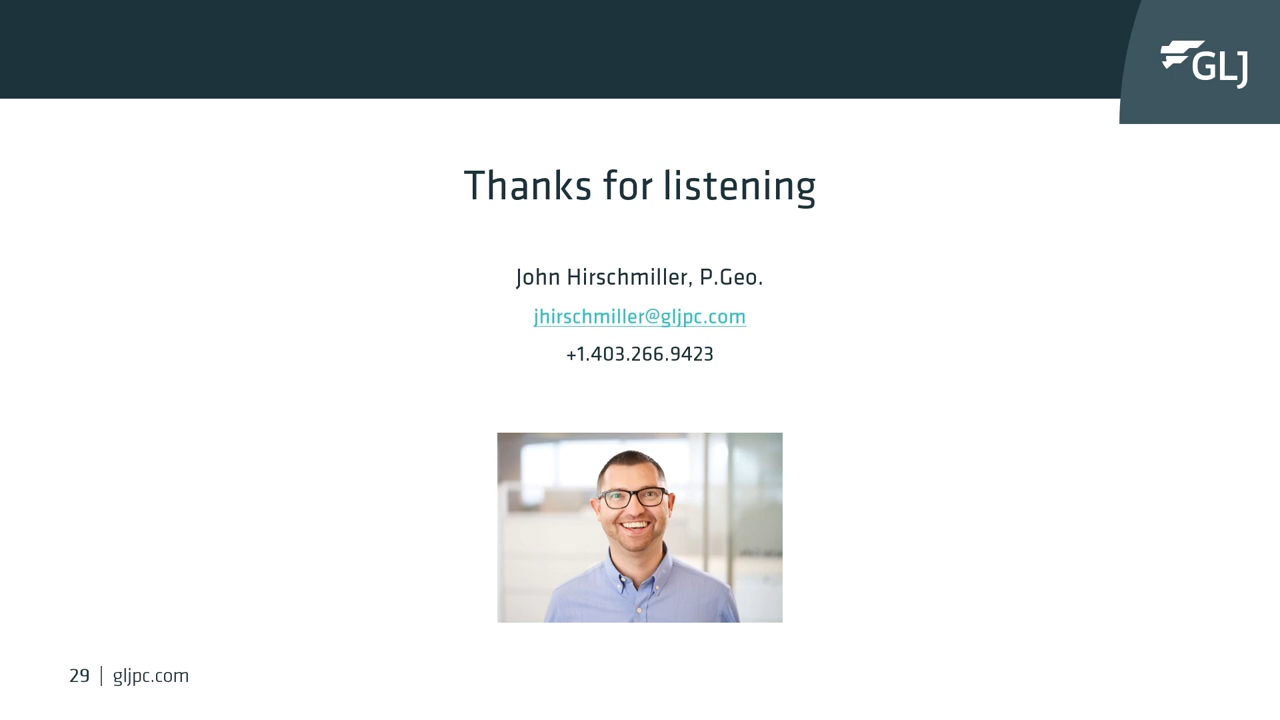 GLJ
Thanks for listening
John Hirschmiller, P.Geo.
jhirschmiller@gljpc.com
+1.403.266.9423
29 | gljpc.com